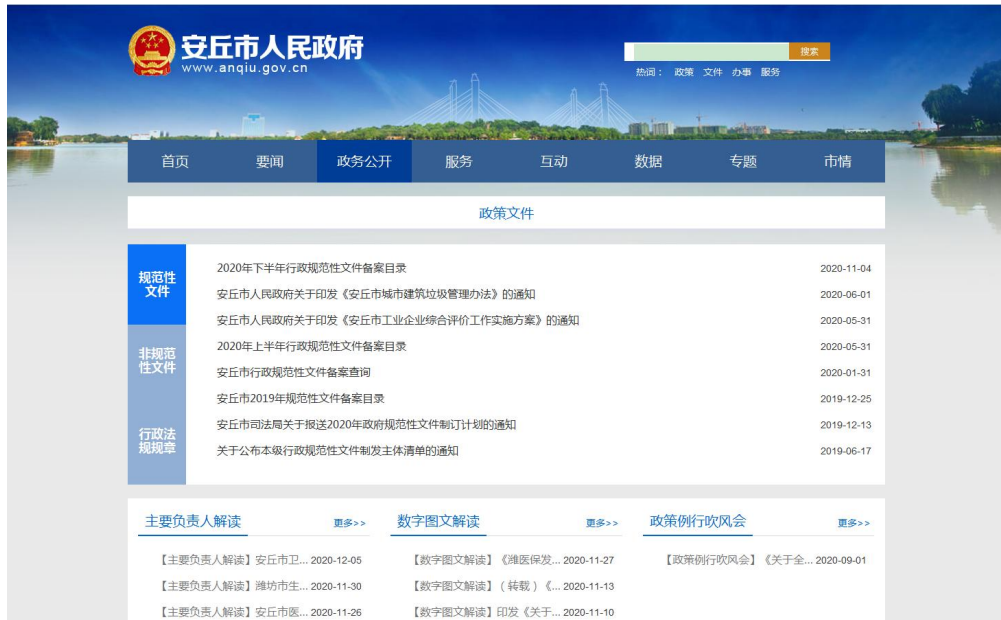 安丘市人民政府
www.anqiu.gov.cn
搜索
热词： 政策 文件 办事 服务
首页 要闻 政务公开 服务 互动 数据 专题 市情
政策文件
规范性
文件
非规范
性文件
行政法
规规章
2020年下半年行政规范性文件备案目录 2020-11-04
安丘市人民政府关于印发《安丘市城市建筑垃圾管理办法》的通知 2020-06-01
安丘市人民政府关于印发《安丘市工业企业综合评价工作实施方案》的通知 2020-05-31
2020年上半年行政规范性文件备案目录 2020-05-31
安丘市行政规范性文件备案查询 2020-01-31
安丘市2019年规范性文件备案目录 2019-12-25
安丘市司法局关于报送2020年政府规范性文件制订计划的通知 2019-12-13
关于公布本级行政规范性文件制发主体清单的通知 2019-06-17
主要负责人解读 更多>>
【主要负责人解读】安丘市卫... 2020-12-05
【主要负责人解读】潍坊市生... 2020-11-30
【主要负责人解读】安丘市医... 2020-11-26
数字图文解读 更多>>
【数字图文解读】《潍医保发... 2020-11-27
【数字图文解读】（转载）《... 2020-11-13
【数字图文解读】印发《关于... 2020-11-10
政策例行吹风会 更多>>
【政策例行吹风会】《关于全... 2020-09-01